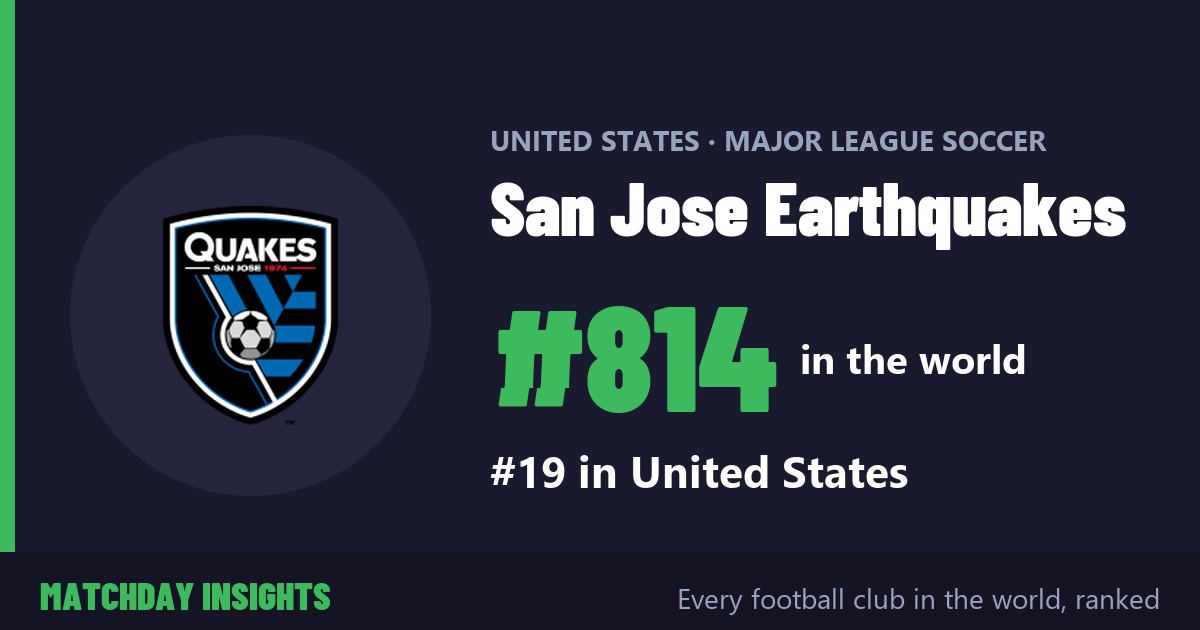 UNITED STATES · MAJOR LEAGUE SOCCER
San Jose Earthquakes
QUAKES
SAN JOSE 1974
TM
#814 in the world
#19 in United States
MATCHDAY INSIGHTS
Every football club in the world, ranked